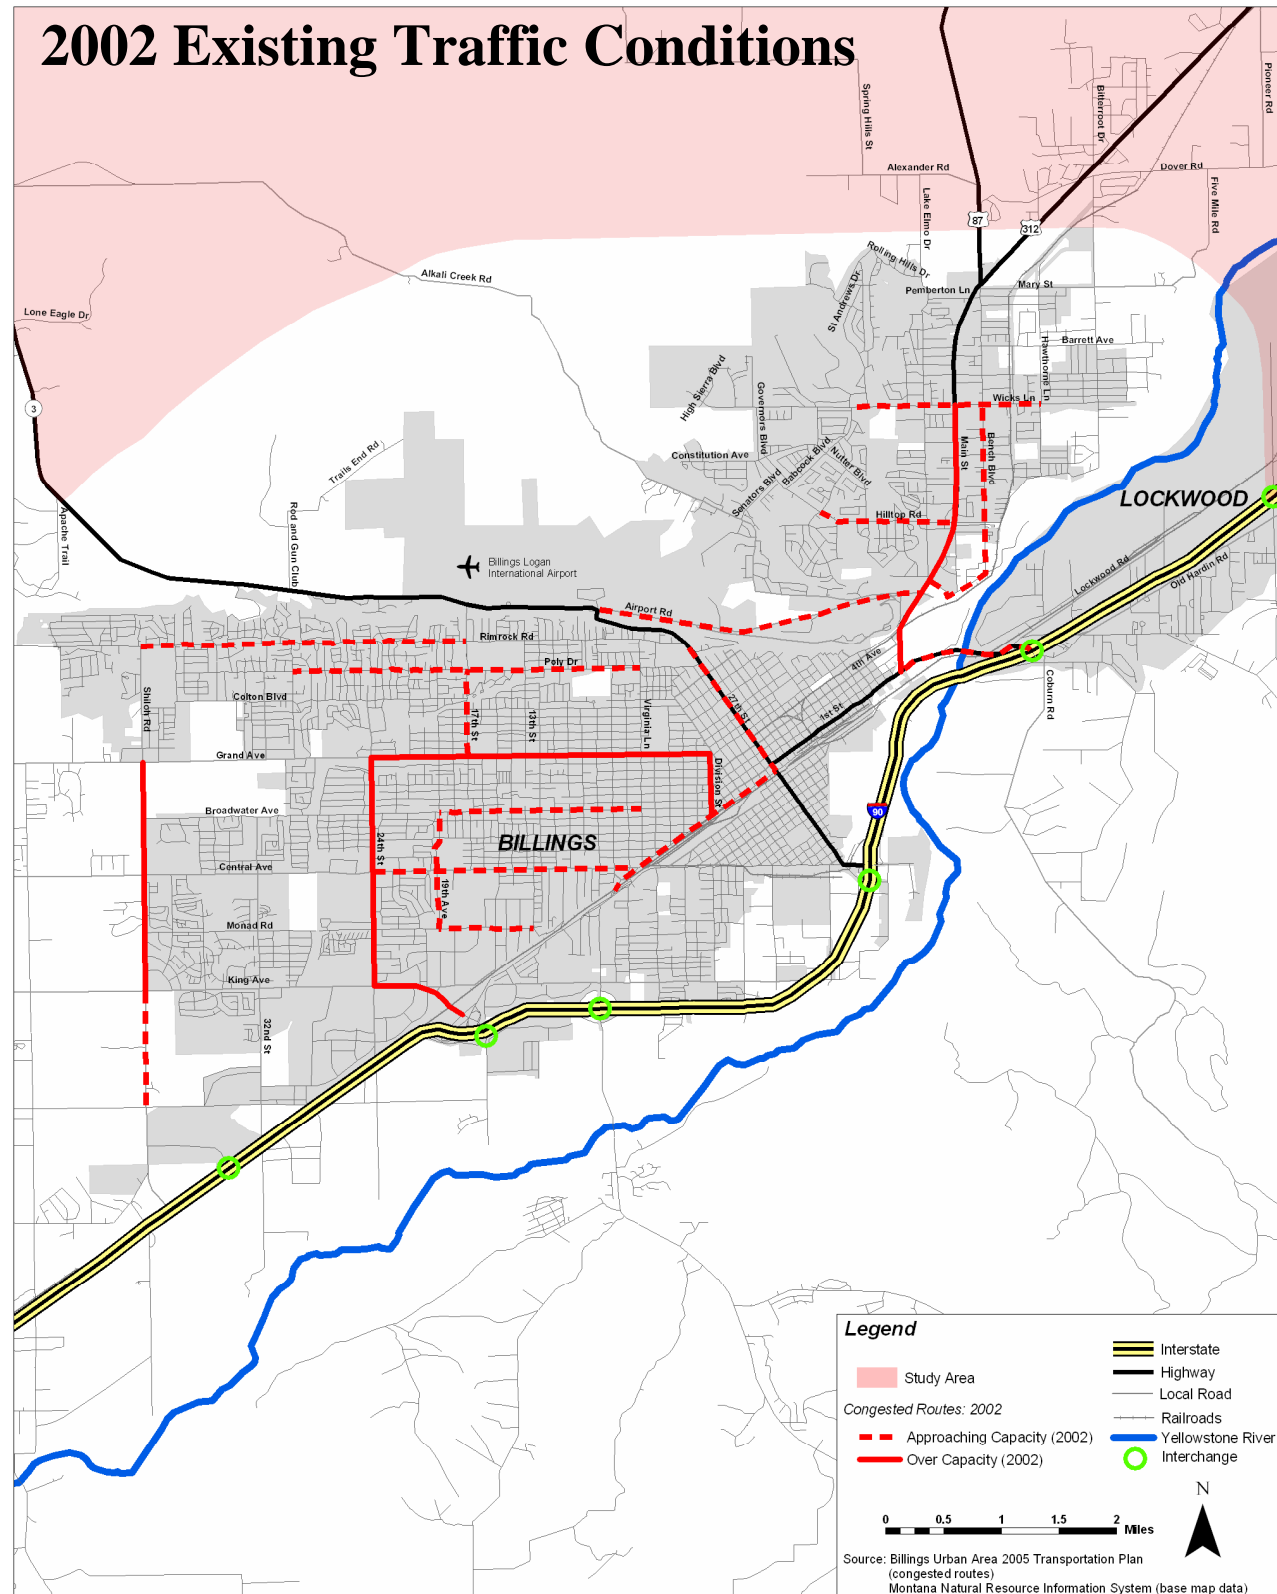 2002 Existing Traffic Conditions
Spring Hills St
Bitterroot Dr
Pioneer Rd
Alexander Rd
Dover Rd
Lake Elmo Dr
Five Mile Rd
87
312
Rolling Hills Dr
Alkali Creek Rd
Pemberton Ln
Mary St
St Andrews Dr
Lone Eagle Dr
Barrett Ave
Hawthorne Ln
High Sierra Blvd
Governors Blvd
3
Wicks Ln
Main St
Bench Blvd
Constitution Ave
Senators Blvd
Babcock Blvd
Nutter Blvd
Trails End Rd
LOCKWOOD
Hilltop Rd
Apache Trail
Rod and Gun Club
Billings Logan
International Airport
Lockwood Rd
Old Hardin Rd
Airport Rd
Rimrock Rd
Poly Dr
4th Ave
Shiloh Rd
Colton Blvd
17th St
13th St
Virginia Ln
27th St
1st St
Coburn Rd
Grand Ave
Division St
Broadwater Ave
90
24th St
BILLINGS
Central Ave
19th Ave
Monad Rd
King Ave
32nd St
Legend
Interstate
Study Area
Highway
Local Road
Congested Routes: 2002
Railroads
Approaching Capacity (2002)
Yellowstone River
Over Capacity (2002)
Interchange
N
0 0.5 1 1.5 2
Miles
Source: Billings Urban Area 2005 Transportation Plan
(congested routes)
Montana Natural Resource Information System (base map data)